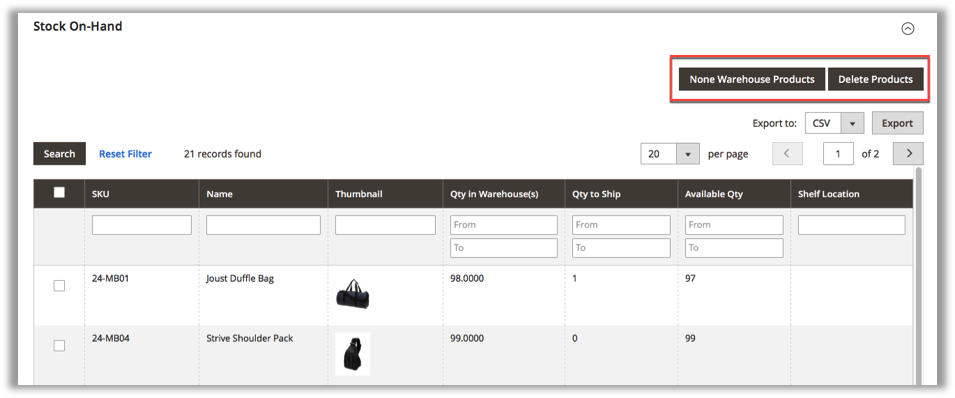 Stock On-Hand
None Warehouse Products Delete Products
Export to: CSV Export
Search Reset Filter 21 records found 20 per page 1 of 2
SKU Name Thumbnail Qty in Warehouse(s) Qty to Ship Available Qty Shelf Location
From From From
To To To
24-MB01 Joust Duffle Bag 98.0000 1 97
24-MB04 Strive Shoulder Pack 99.0000 0 99